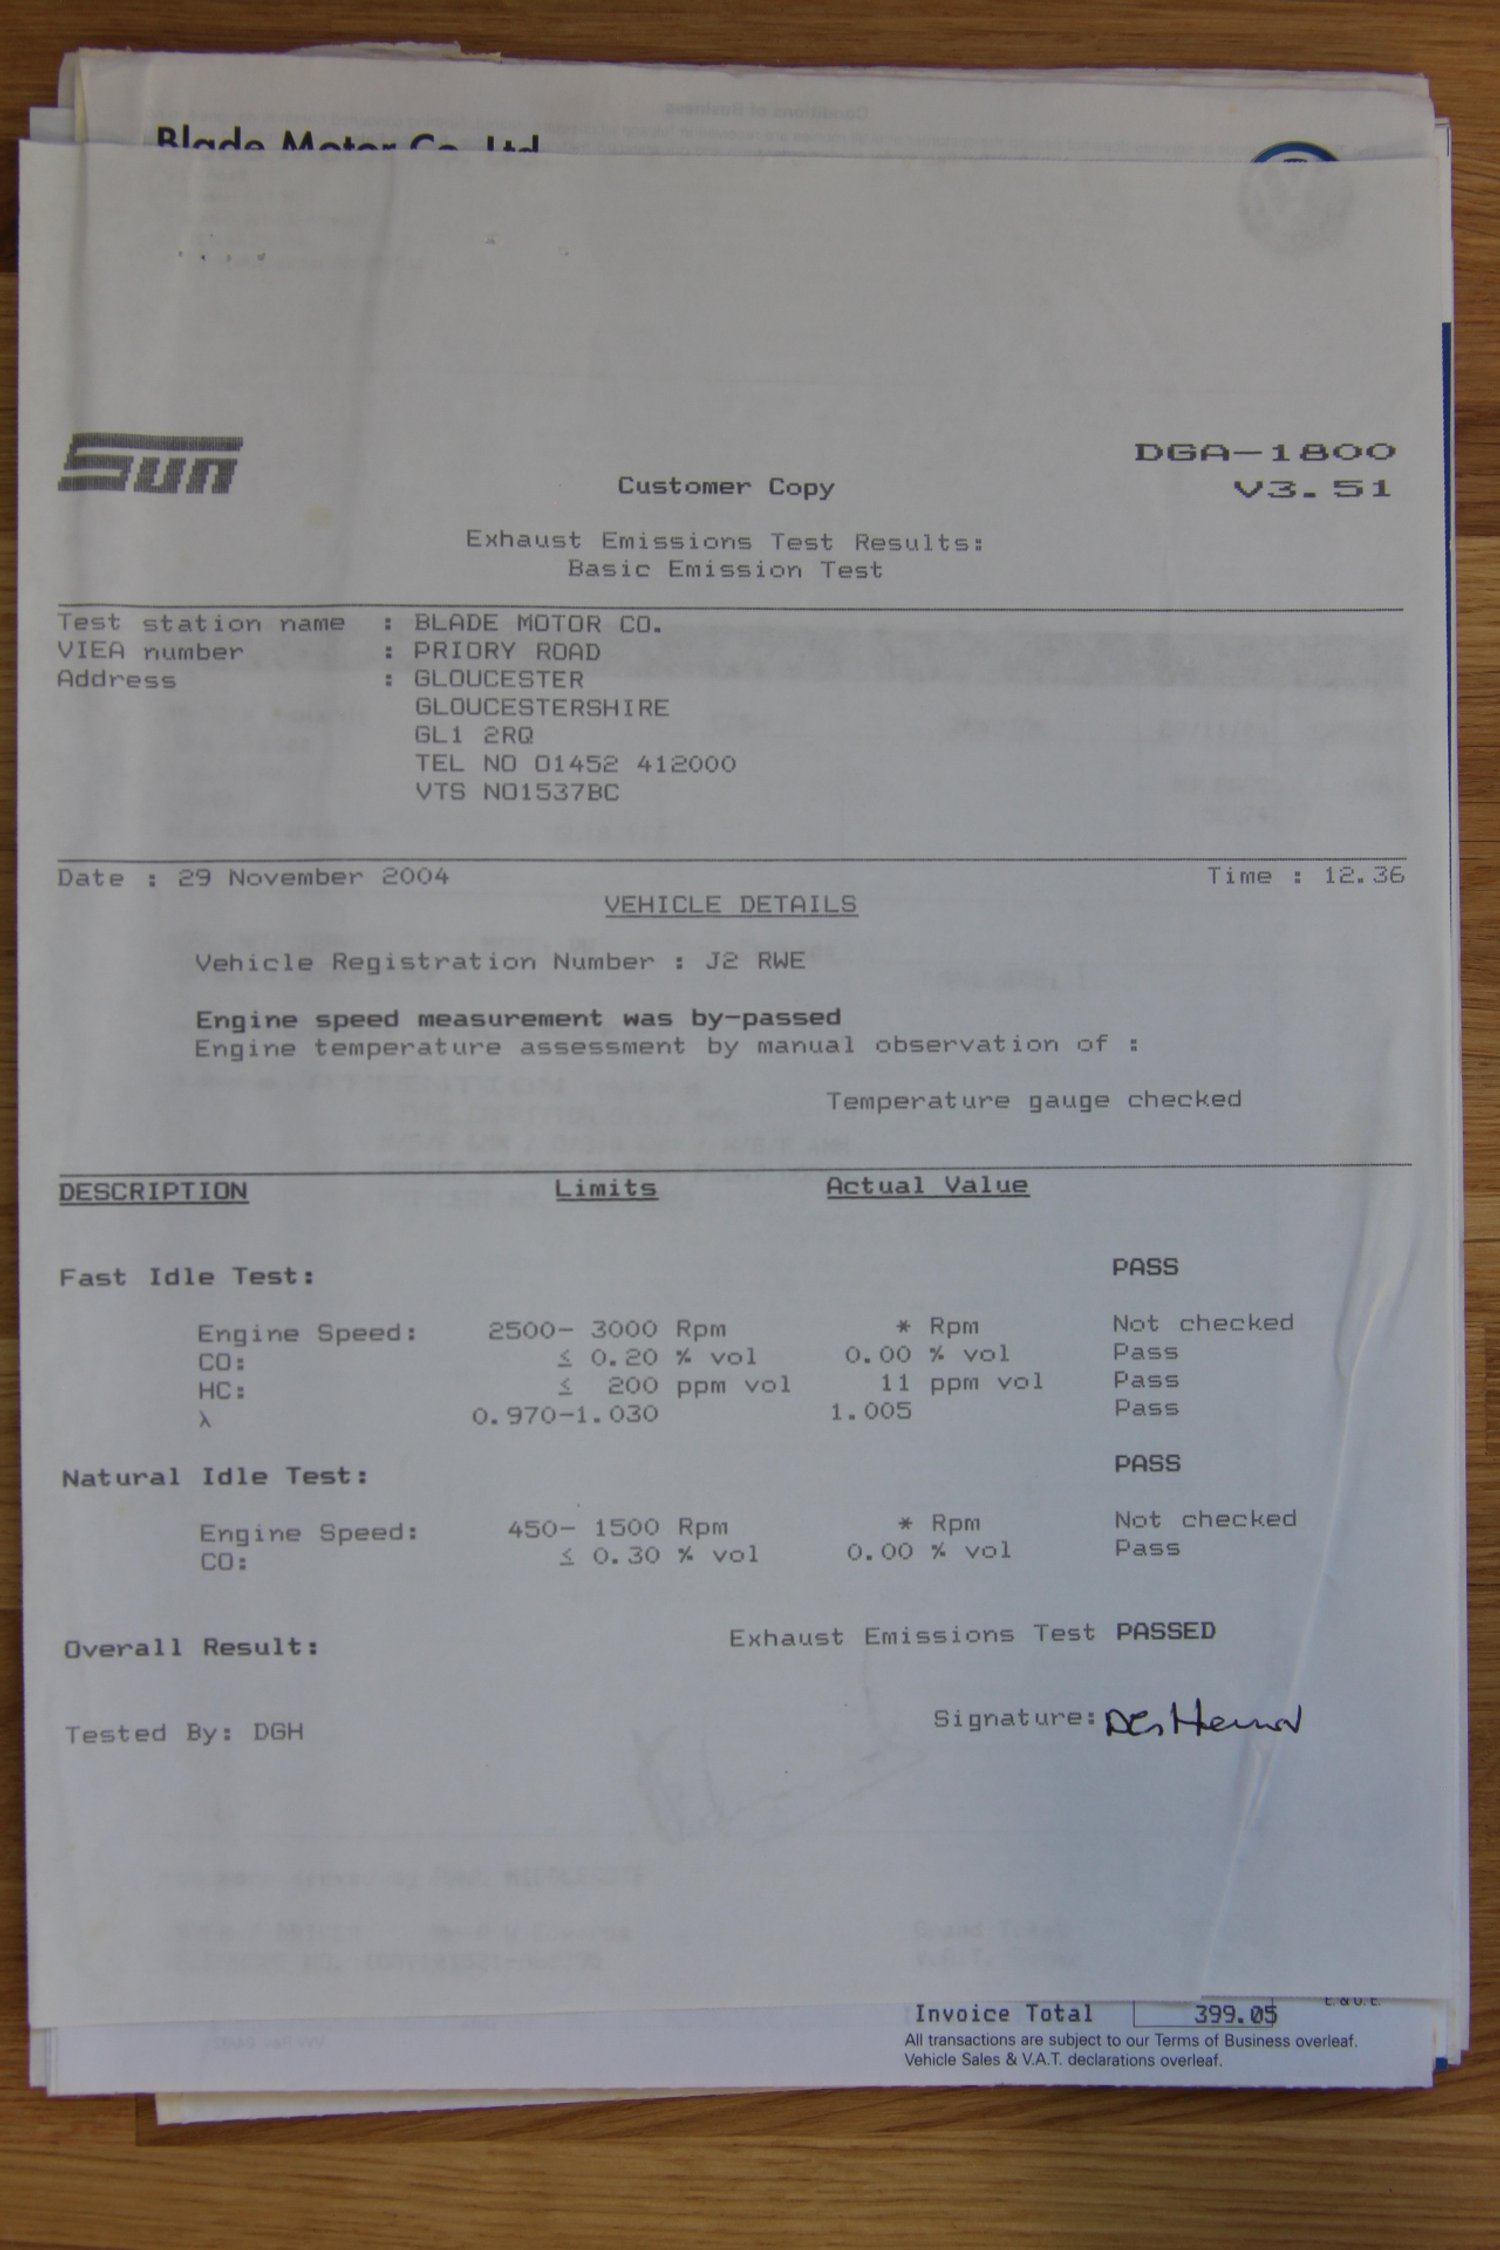 Blade Motor Co. Ltd
Sun
DGA-1800
V3.51
Customer Copy
Exhaust Emissions Test Results:
Basic Emission Test
Test station name : BLADE MOTOR CO.
VIEA number : PRIORY ROAD
Address : GLOUCESTER
GLOUCESTERSHIRE
GL1 2RQ
TEL NO 01452 412000
VTS NO1537BC
Date : 29 November 2004 Time : 12.36
VEHICLE DETAILS
Vehicle Registration Number : J2 RWE
Engine speed measurement was by-passed
Engine temperature assessment by manual observation of :
Temperature gauge checked
DESCRIPTION Limits Actual Value
Fast Idle Test: PASS
Engine Speed: 2500- 3000 Rpm * Rpm Not checked
CO: ≤ 0.20 % vol 0.00 % vol Pass
HC: ≤ 200 ppm vol 11 ppm vol Pass
λ 0.970-1.030 1.005 Pass
Natural Idle Test: PASS
Engine Speed: 450- 1500 Rpm * Rpm Not checked
CO: ≤ 0.30 % vol 0.00 % vol Pass
Overall Result: Exhaust Emissions Test PASSED
Tested By: DGH Signature:
E. & O. E.
Invoice Total 399.05
All transactions are subject to our Terms of Business overleaf.
Vehicle Sales & V.A.T. declarations overleaf.